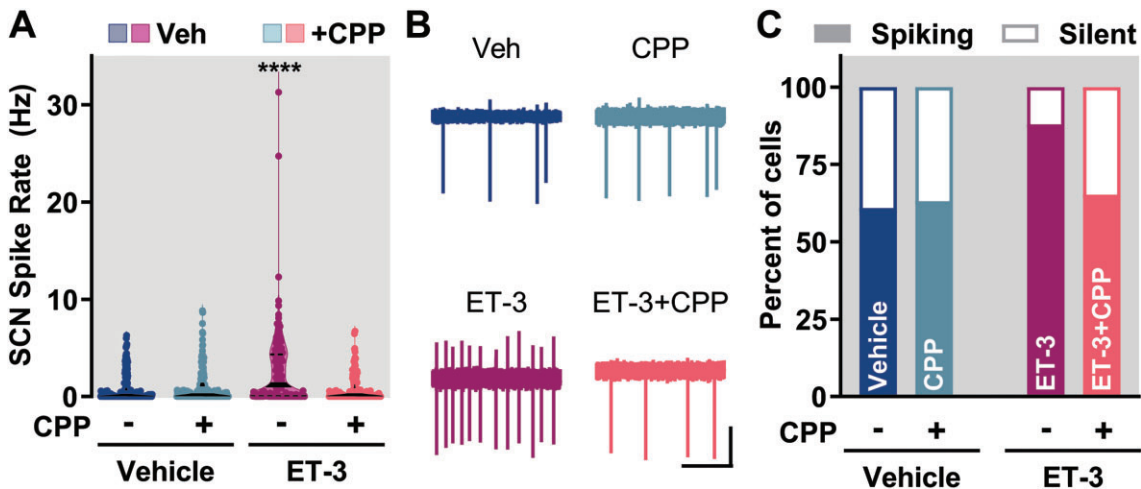 A
Veh
+CPP
****
SCN Spike Rate (Hz)
30
20
10
0
CPP
-
+
-
+
Vehicle
ET-3
B
Veh
CPP
ET-3
ET-3+CPP
C
Spiking
Silent
Percent of cells
100
75
50
25
0
Vehicle
CPP
ET-3
ET-3+CPP
CPP
-
+
-
+
Vehicle
ET-3